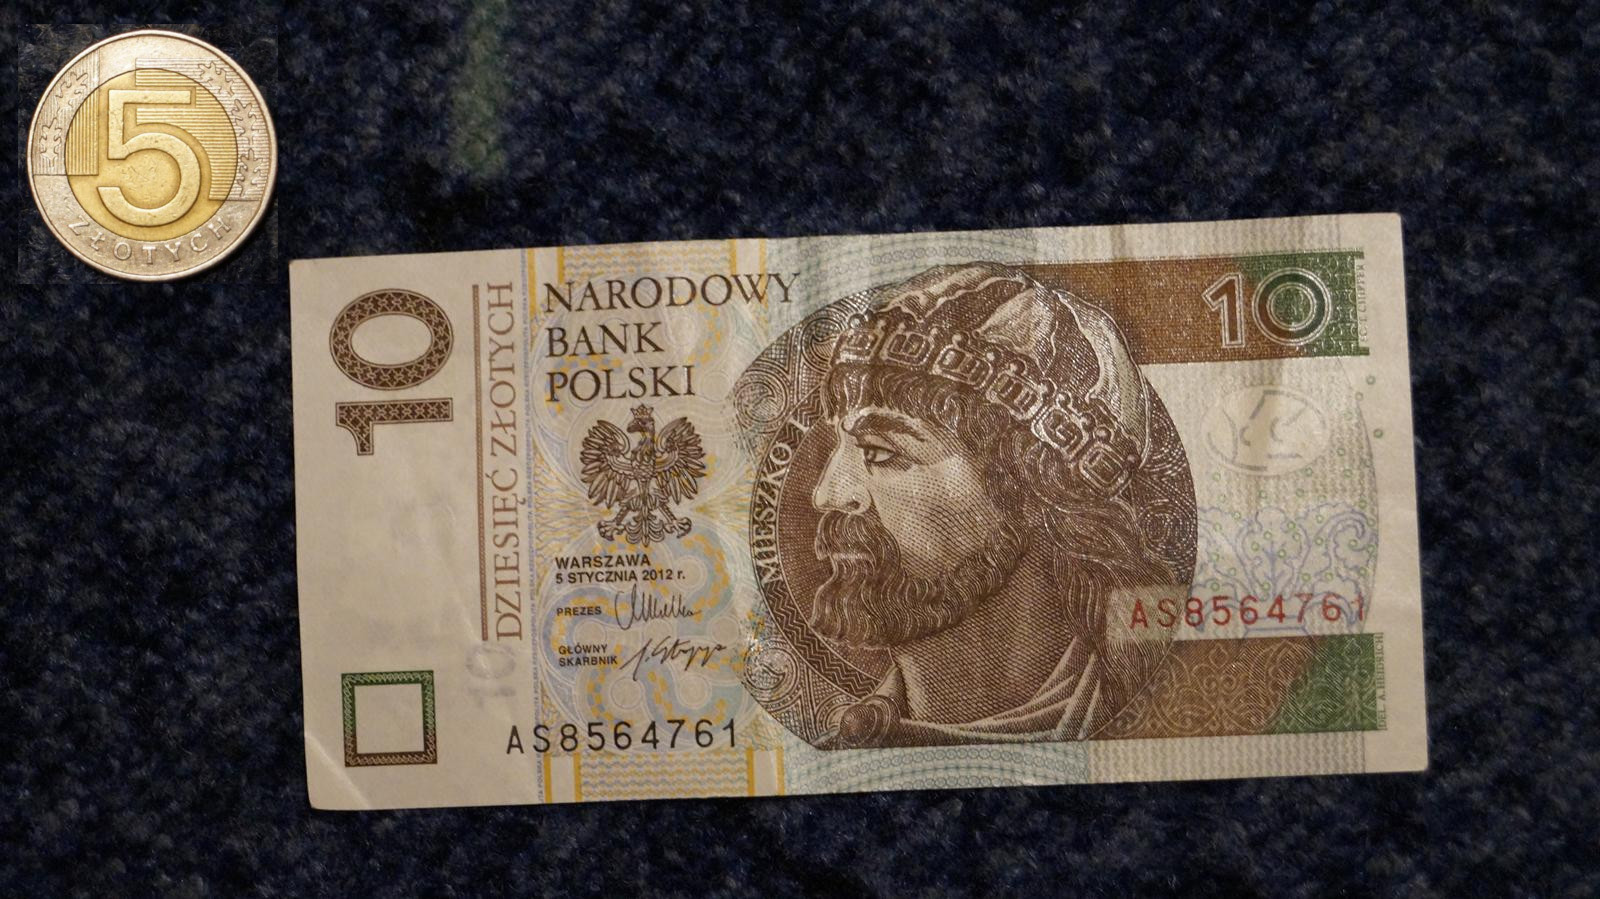 5
ZŁOTYCH
10
DZIESIĘĆ ZŁOTYCH
NARODOWY
BANK
POLSKI
WARSZAWA
5 STYCZNIA 2012 r.
PREZES
GŁÓWNY
SKARBNIK
AS8564761
MIESZKO I
10
AS8564761